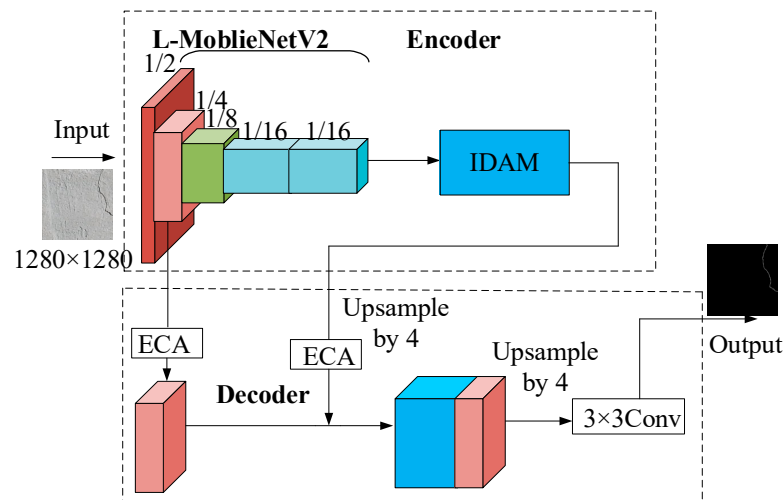 L-MoblieNetV2
Encoder
1/2
1/4
1/8
1/16
1/16
Input
IDAM
1280×1280
Upsample
by 4
ECA
ECA
Upsample
by 4
Output
Decoder
3×3Conv